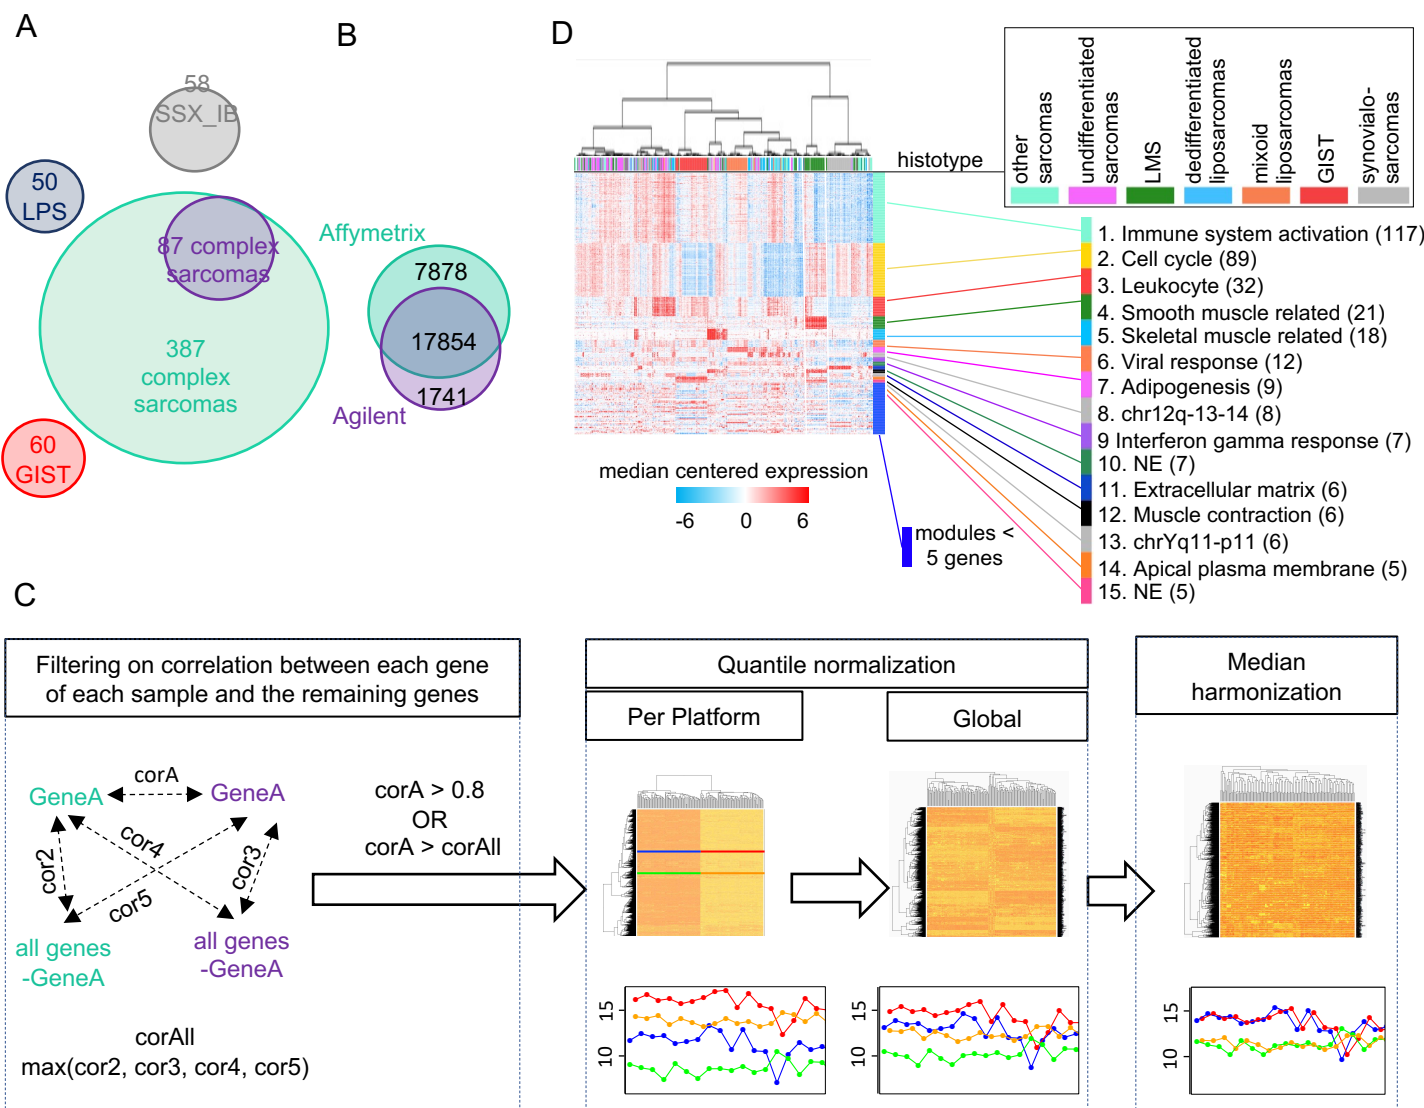 A
58
SSX_IB
50
LPS
87 complex
sarcomas
387
complex
sarcomas
60
GIST
B
Affymetrix
7878
17854
1741
Agilent
D
histotype
other
sarcomas
undifferentiated
sarcomas
LMS
dedifferentiated
liposarcomas
mixoid
liposarcomas
GIST
synovialo-
sarcomas
1. Immune system activation (117)
2. Cell cycle (89)
3. Leukocyte (32)
4. Smooth muscle related (21)
5. Skeletal muscle related (18)
6. Viral response (12)
7. Adipogenesis (9)
8. chr12q-13-14 (8)
9 Interferon gamma response (7)
10. NE (7)
11. Extracellular matrix (6)
12. Muscle contraction (6)
13. chrYq11-p11 (6)
14. Apical plasma membrane (5)
15. NE (5)
median centered expression
-6 0 6
modules <
5 genes
C
Filtering on correlation between each gene
of each sample and the remaining genes
GeneA
corA
GeneA
cor2
cor4
cor5
cor3
all genes
-GeneA
all genes
-GeneA
corAll
max(cor2, cor3, cor4, cor5)
corA > 0.8
OR
corA > corAll
Quantile normalization
Per Platform
Global
Median
harmonization
15
10
15
10
15
10